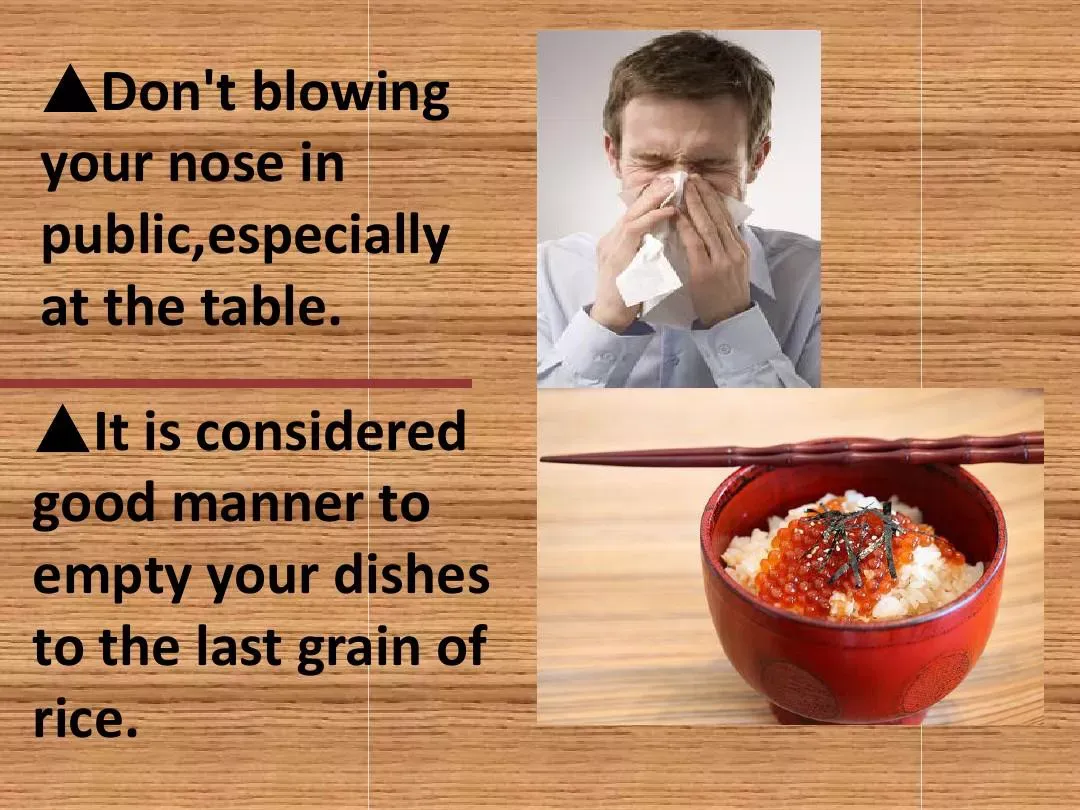 ▲Don't blowing
your nose in
public,especially
at the table.
▲It is considered
good manner to
empty your dishes
to the last grain of
rice.